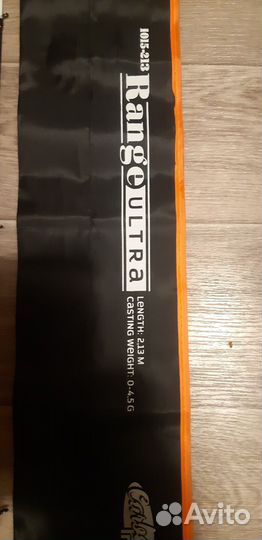 1015-213
Range ULTRa
LenGTH: 2.13 M
casTING WeIGHT: 0-4,5 G
Avito